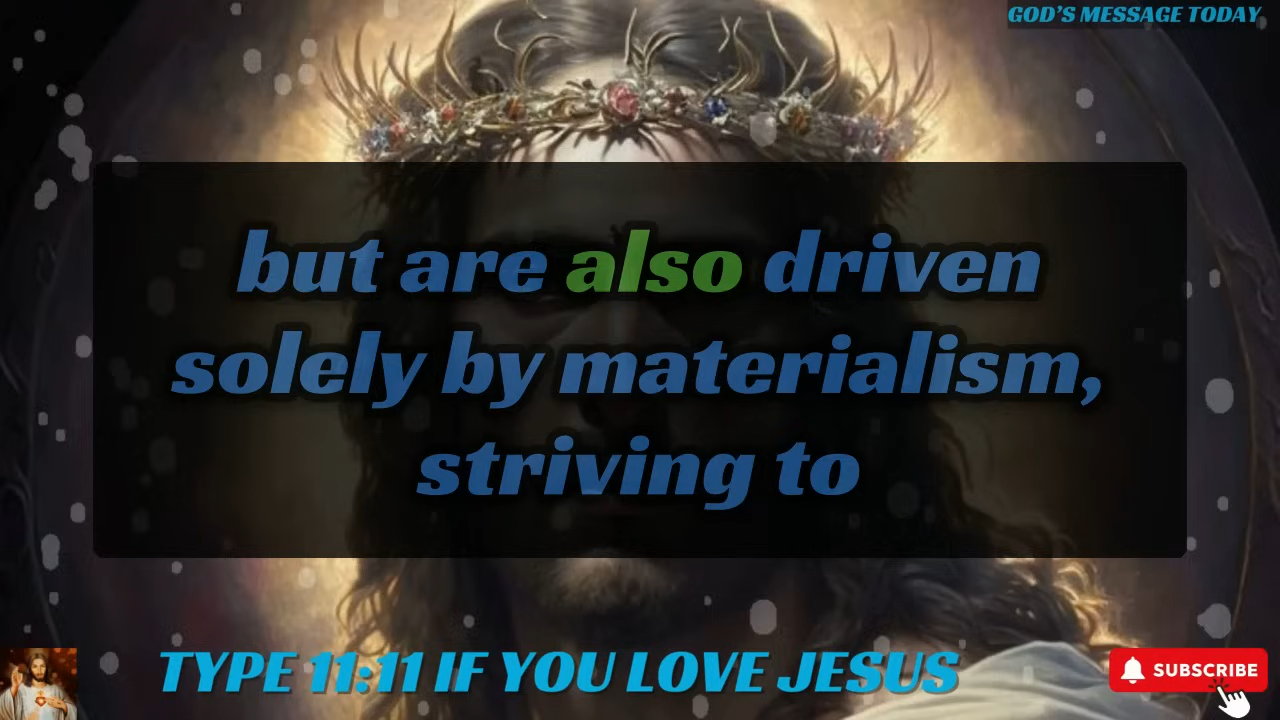 GOD'S MESSAGE TODAY
but are also driven
solely by materialism,
striving to
TYPE 11:11 IF YOU LOVE JESUS
SUBSCRIBE